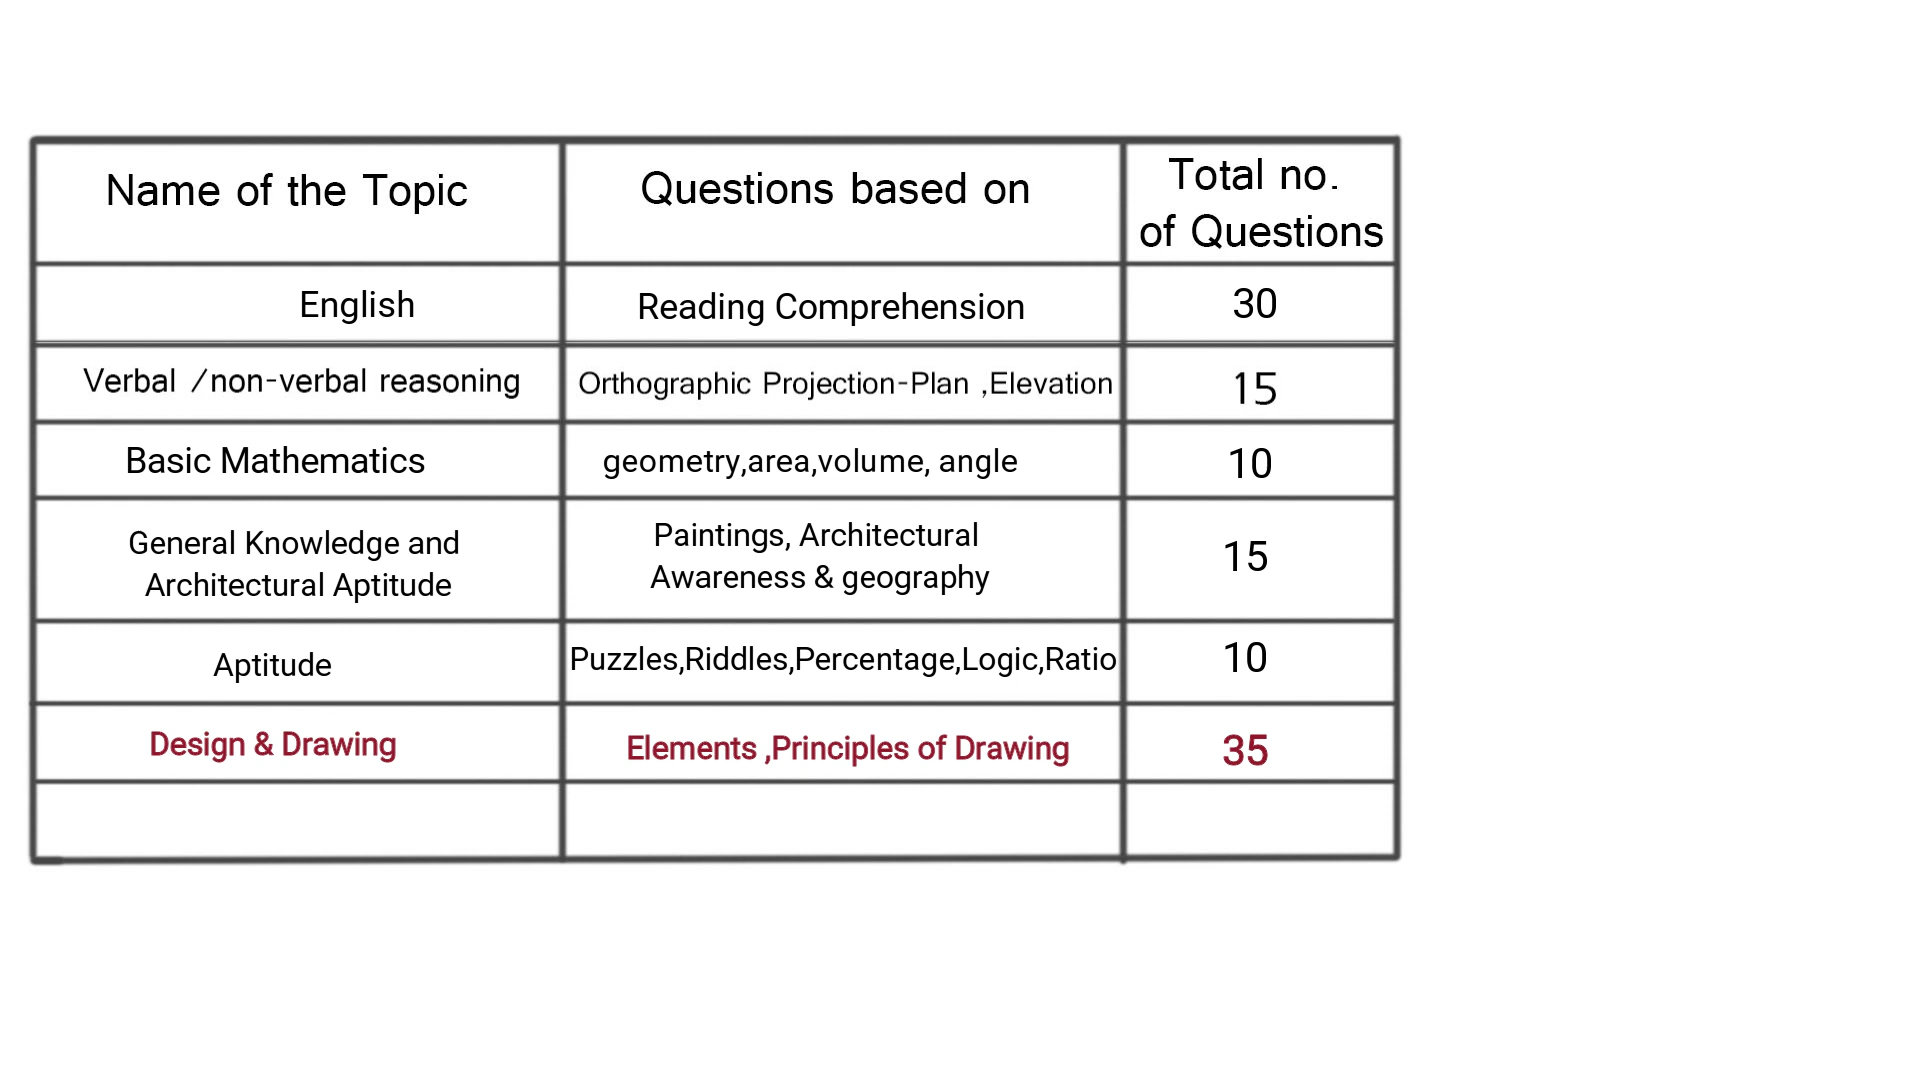 Name of the Topic
Questions based on
Total no.
of Questions
English
Reading Comprehension
30
Verbal /non-verbal reasoning
Orthographic Projection-Plan ,Elevation
15
Basic Mathematics
geometry,area,volume, angle
10
General Knowledge and
Architectural Aptitude
Paintings, Architectural
Awareness & geography
15
Aptitude
Puzzles,Riddles,Percentage,Logic,Ratio
10
Design & Drawing
Elements ,Principles of Drawing
35